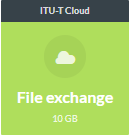 ITU-T Cloud
File exchange
10 GB